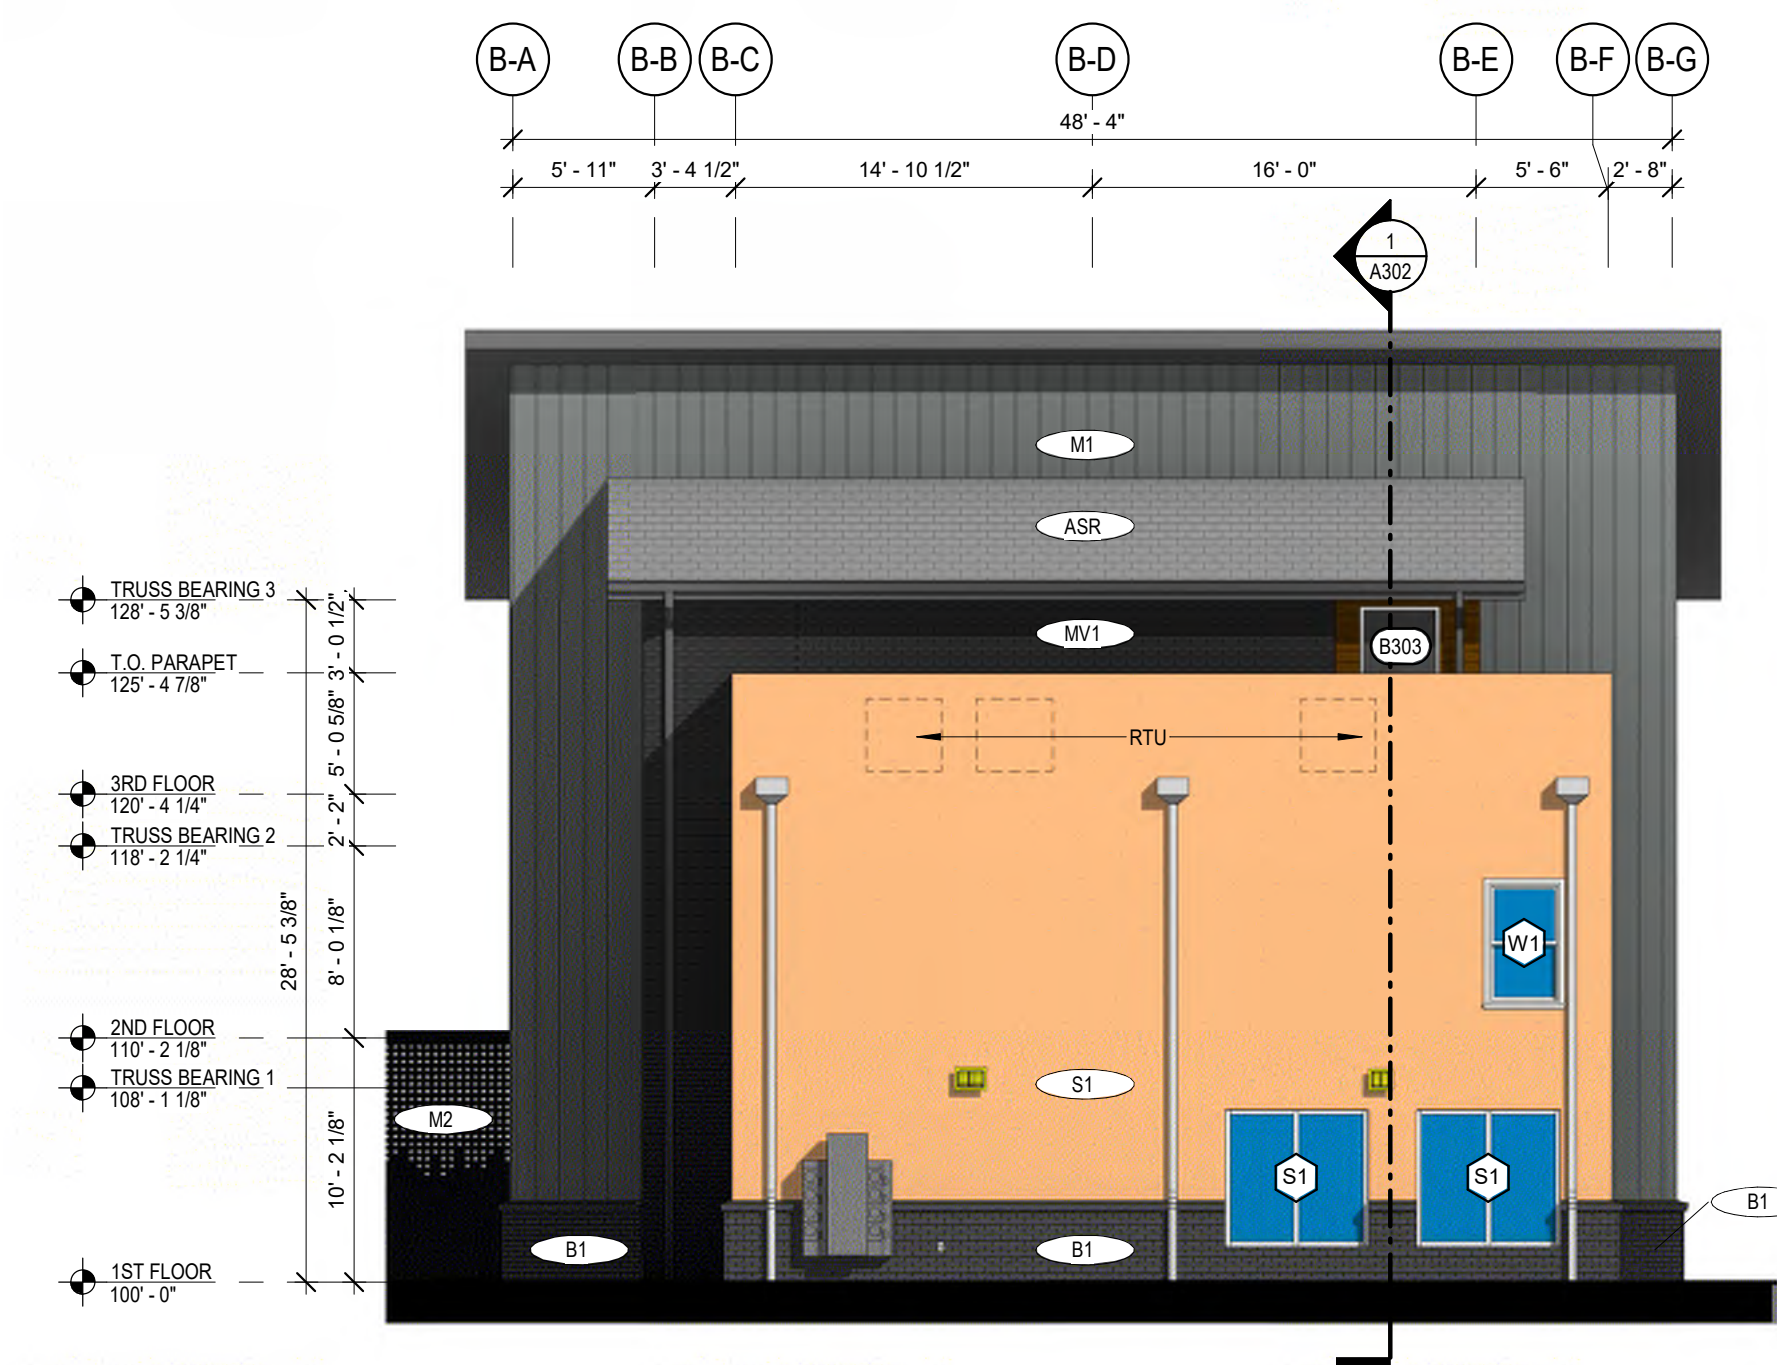 B-A B-B B-C B-D B-E B-F B-G
48' - 4"
5' - 11" 3' - 4 1/2" 14' - 10 1/2" 16' - 0" 5' - 6" 2' - 8"
1
A302
M1
ASR
TRUSS BEARING 3
128' - 5 3/8"
MV1
B303
T.O. PARAPET
125' - 4 7/8"
RTU
3RD FLOOR
120' - 4 1/4"
TRUSS BEARING 2
118' - 2 1/4"
3' - 0 1/2"
5' - 0 5/8"
2' - 2"
8' - 0 1/8"
28' - 5 3/8"
10' - 2 1/8"
W1
2ND FLOOR
110' - 2 1/8"
TRUSS BEARING 1
108' - 1 1/8"
S1
M2
S1 S1
B1
B1 B1
1ST FLOOR
100' - 0"